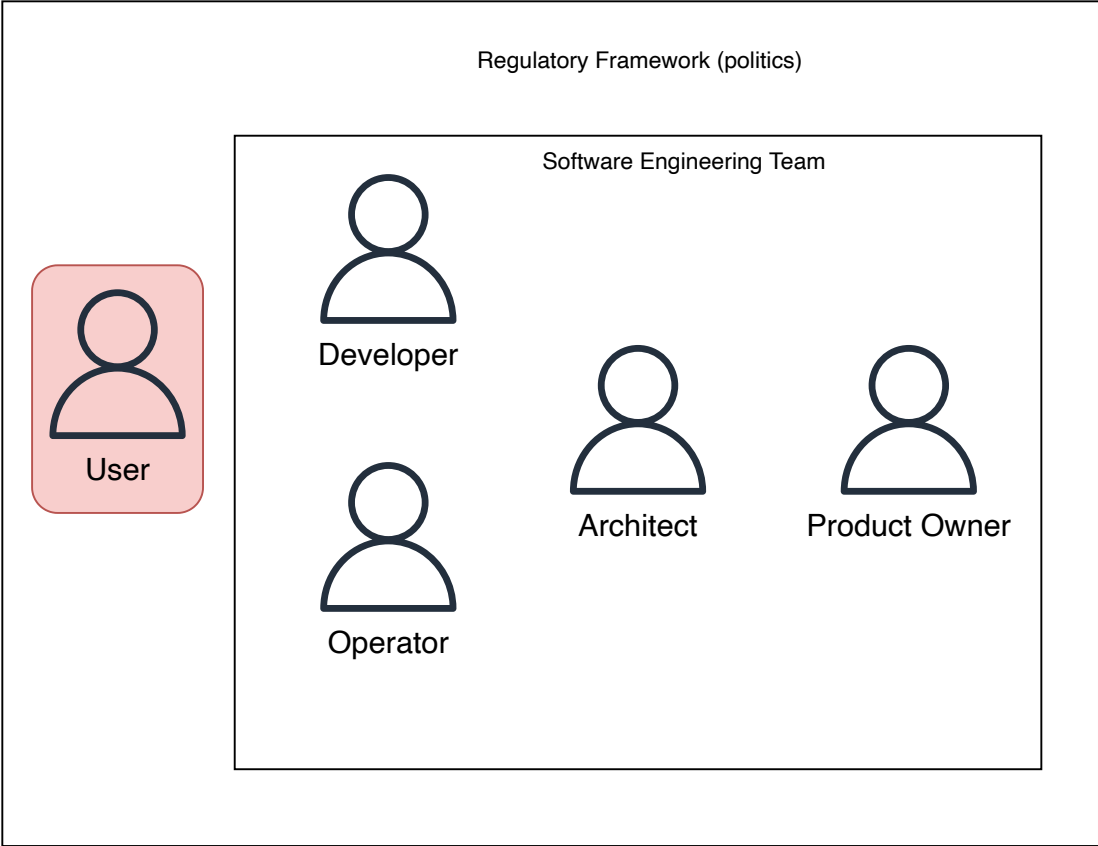 Regulatory Framework (politics)
Software Engineering Team
Developer
User
Architect
Product Owner
Operator